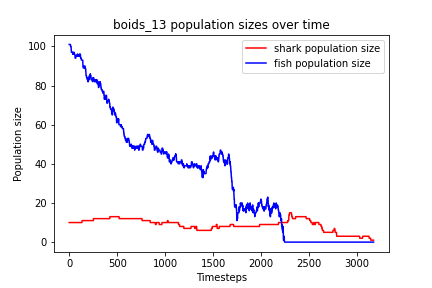 boids_13 population sizes over time
shark population size
fish population size
Population size
100
80
60
40
20
0
0 500 1000 1500 2000 2500 3000
Timesteps